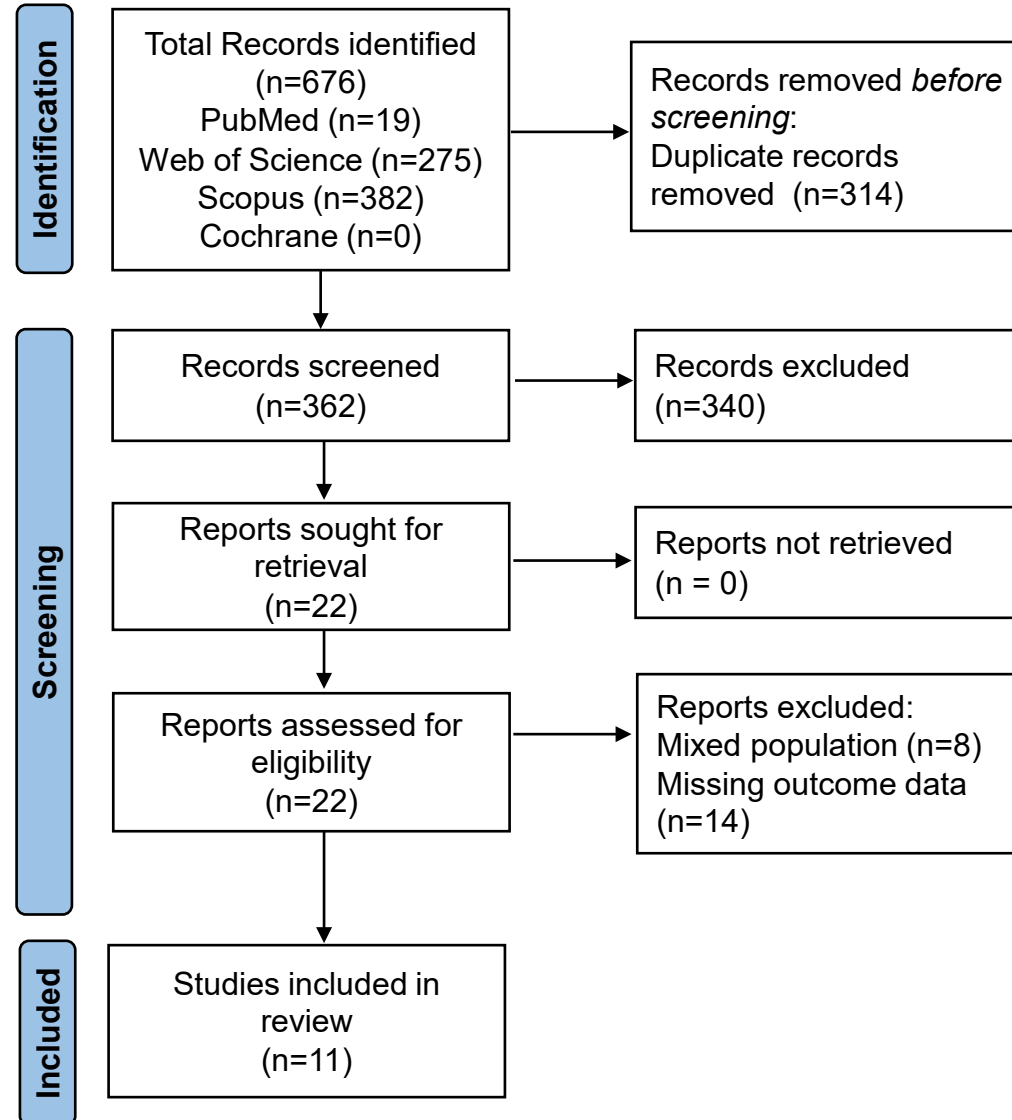 Identification
Total Records identified
(n=676)
PubMed (n=19)
Web of Science (n=275)
Scopus (n=382)
Cochrane (n=0)
Records removed before
screening:
Duplicate records
removed (n=314)
Screening
Records screened
(n=362)
Records excluded
(n=340)
Reports sought for
retrieval
(n=22)
Reports not retrieved
(n = 0)
Reports assessed for
eligibility
(n=22)
Reports excluded:
Mixed population (n=8)
Missing outcome data
(n=14)
Included
Studies included in
review
(n=11)